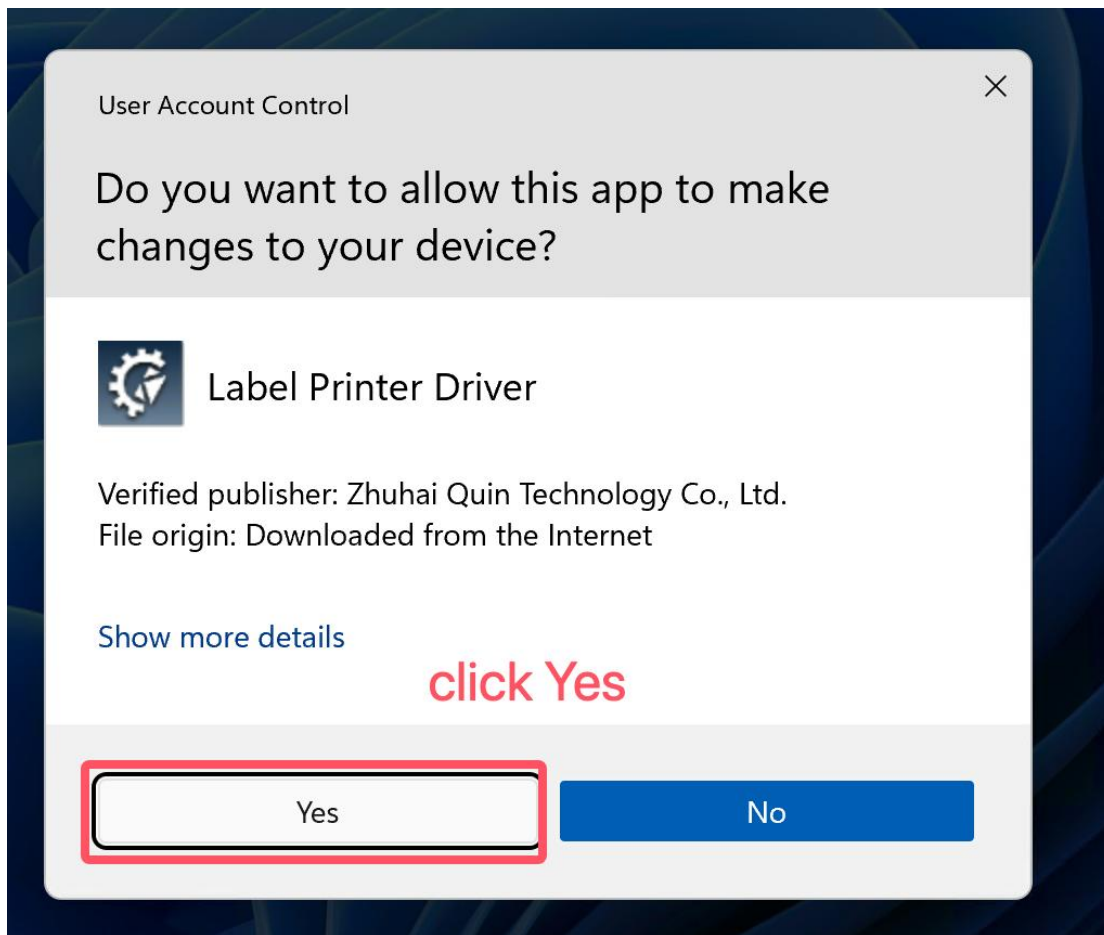 User Account Control
Do you want to allow this app to make
changes to your device?
Label Printer Driver
Verified publisher: Zhuhai Quin Technology Co., Ltd.
File origin: Downloaded from the Internet
Show more details
click Yes
Yes
No